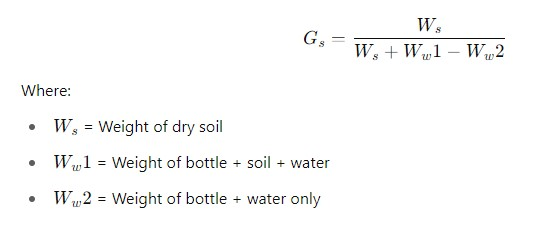 G_s = \frac{W_s}{W_s + W_w1 - W_w2}
Where:
• W_s = Weight of dry soil
• W_w1 = Weight of bottle + soil + water
• W_w2 = Weight of bottle + water only